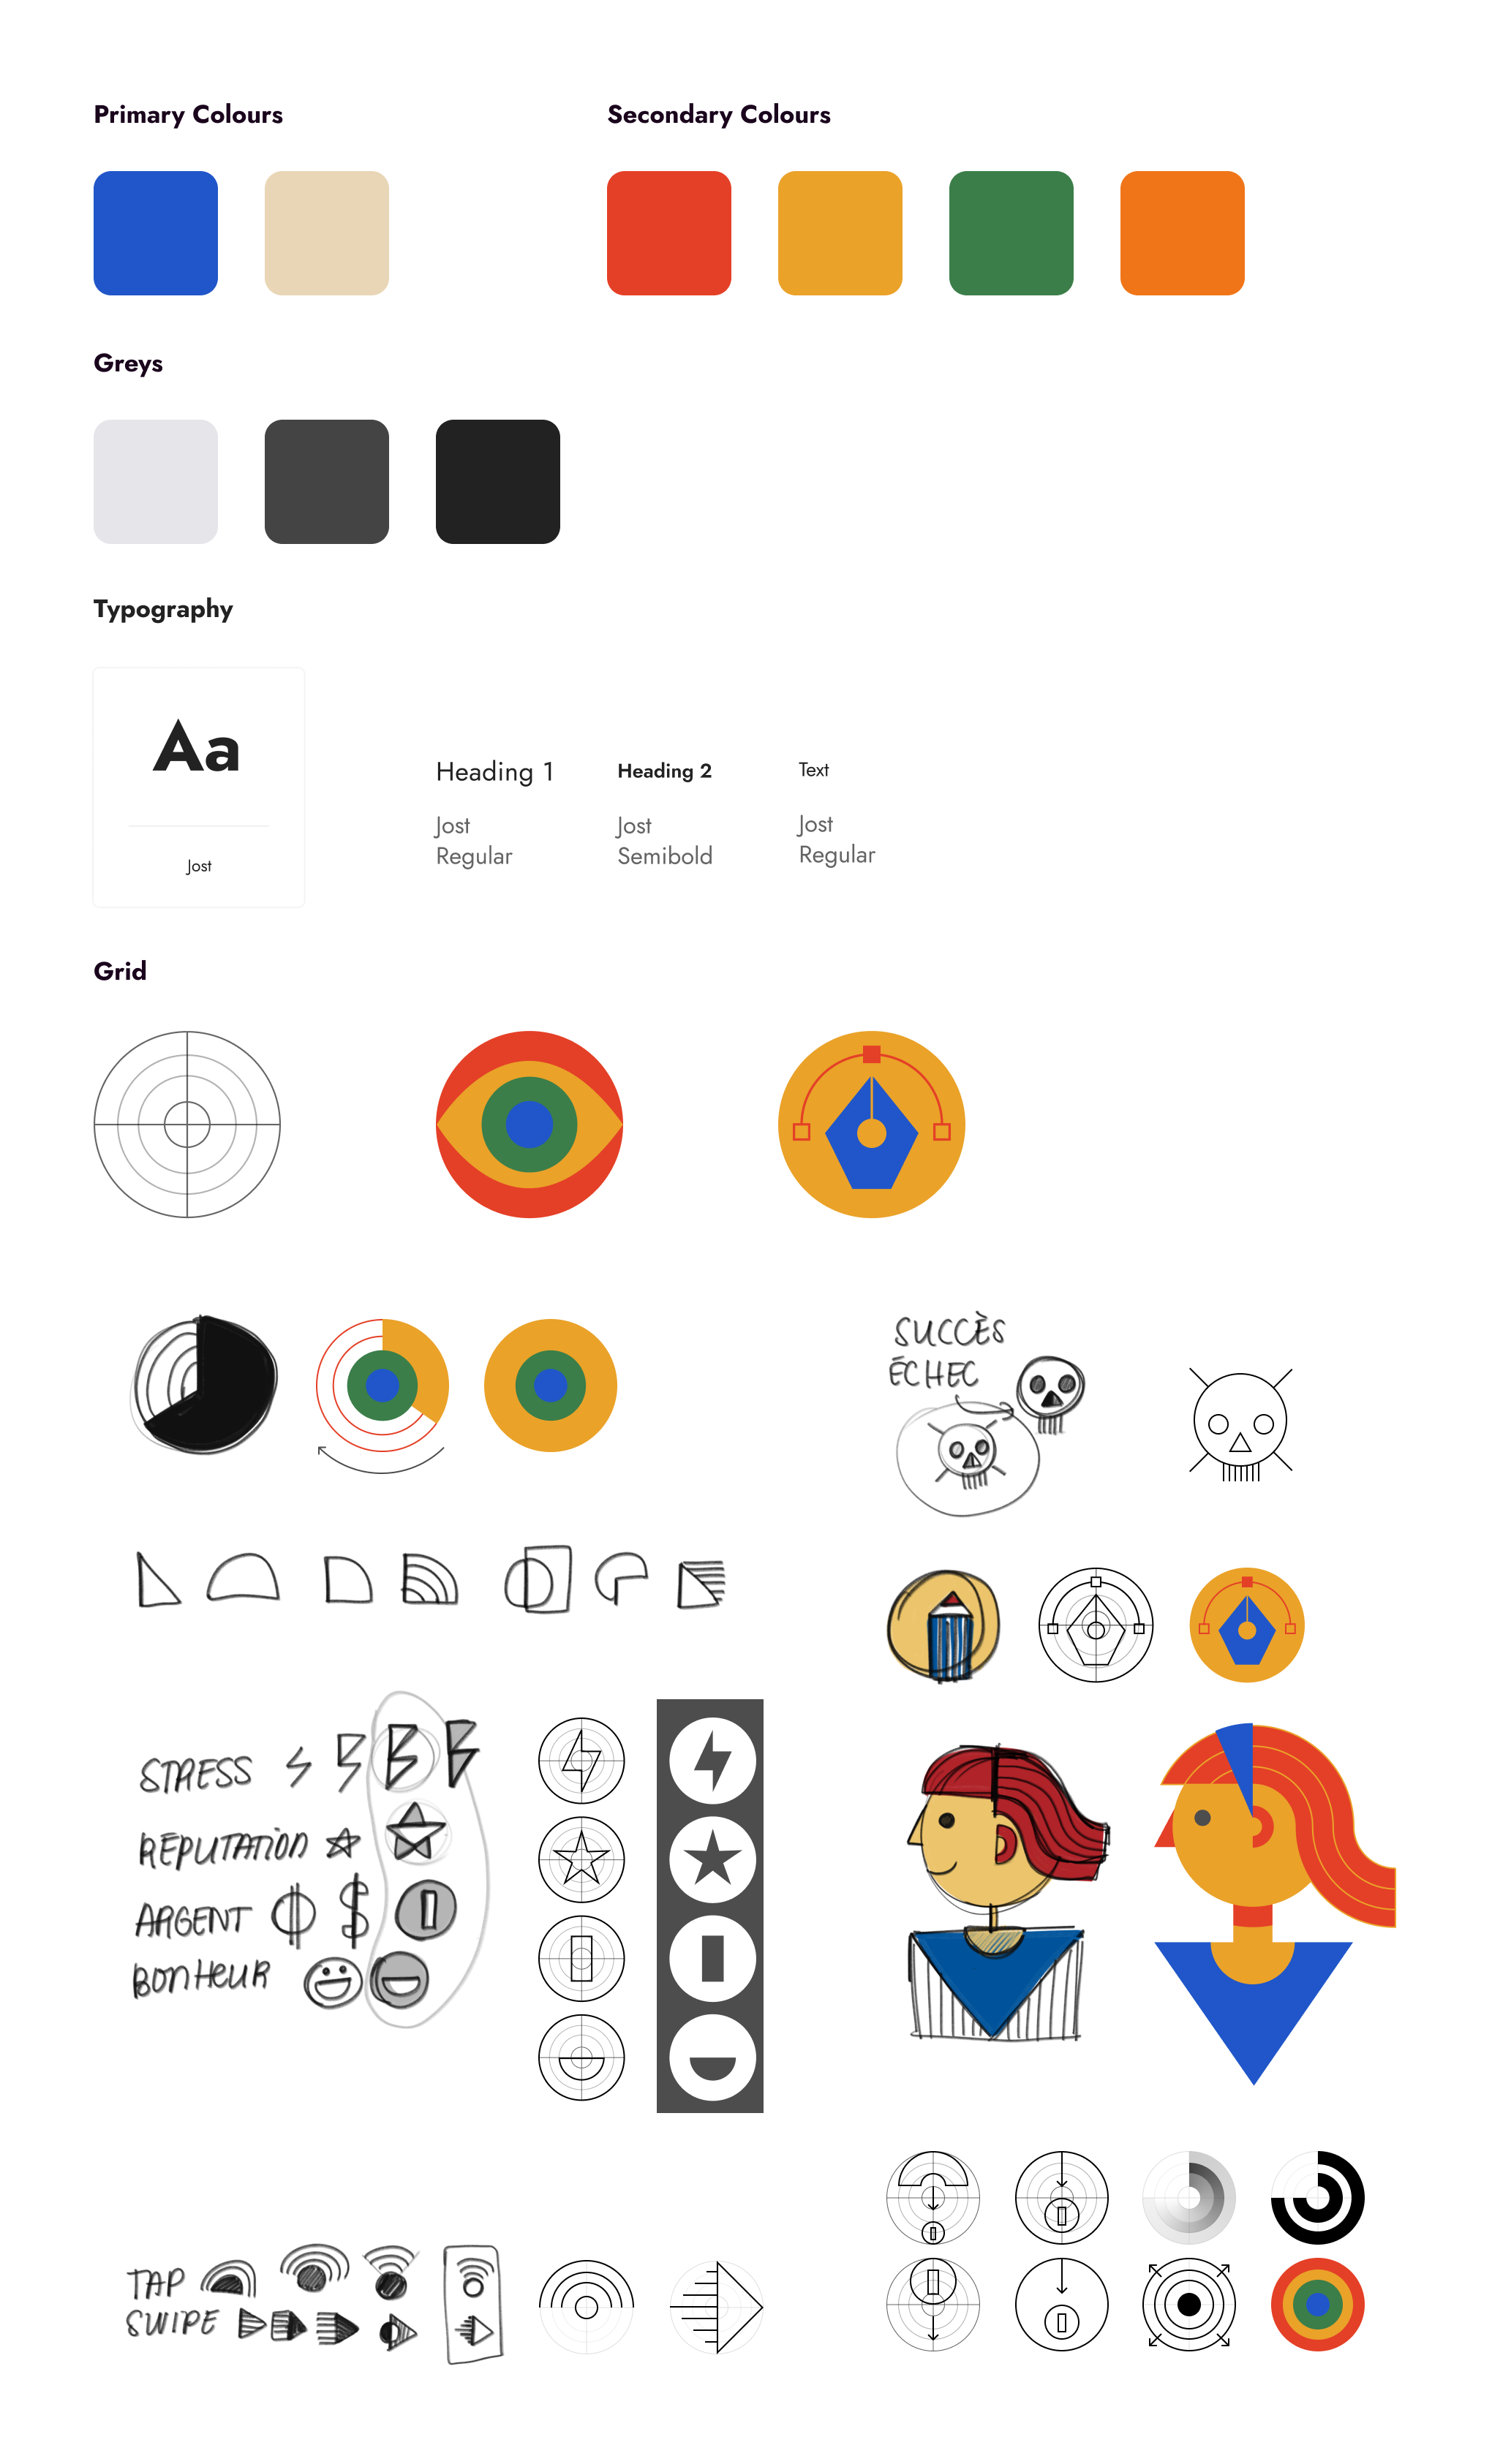 Primary Colours
Secondary Colours
Greys
Typography
Aa
Jost
Heading 1
Jost
Regular
Heading 2
Jost
Semibold
Text
Jost
Regular
Grid
SUCCÈS
ÉCHEC
STRESS
REPUTATION
ARGENT $
BONHEUR
TAP
SWIPE